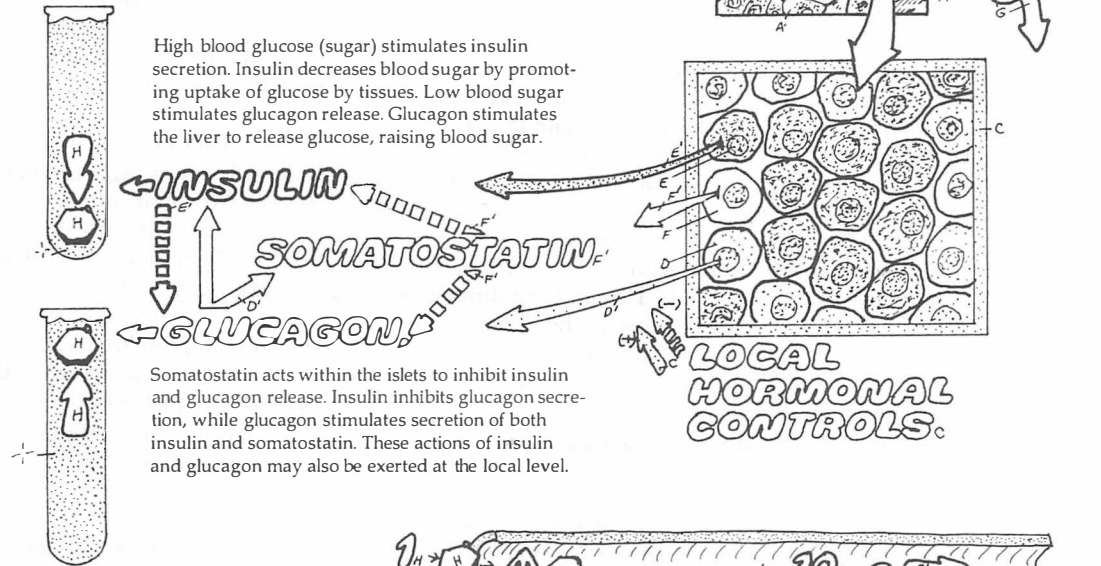 A'
G
High blood glucose (sugar) stimulates insulin
secretion. Insulin decreases blood sugar by promot-
ing uptake of glucose by tissues. Low blood sugar
stimulates glucagon release. Glucagon stimulates
the liver to release glucose, raising blood sugar.
C
H
H
E'
E
F'
F
D
D'
INSULIN
E'
F'
SOMATOSTATIN F'
F'
D'
GLUCAGON
H
H
(-)
(+)
C
LOCAL
HORMONAL
CONTROLS C
Somatostatin acts within the islets to inhibit insulin
and glucagon release. Insulin inhibits glucagon secre-
tion, while glucagon stimulates secretion of both
insulin and somatostatin. These actions of insulin
and glucagon may also be exerted at the local level.
1 H
H